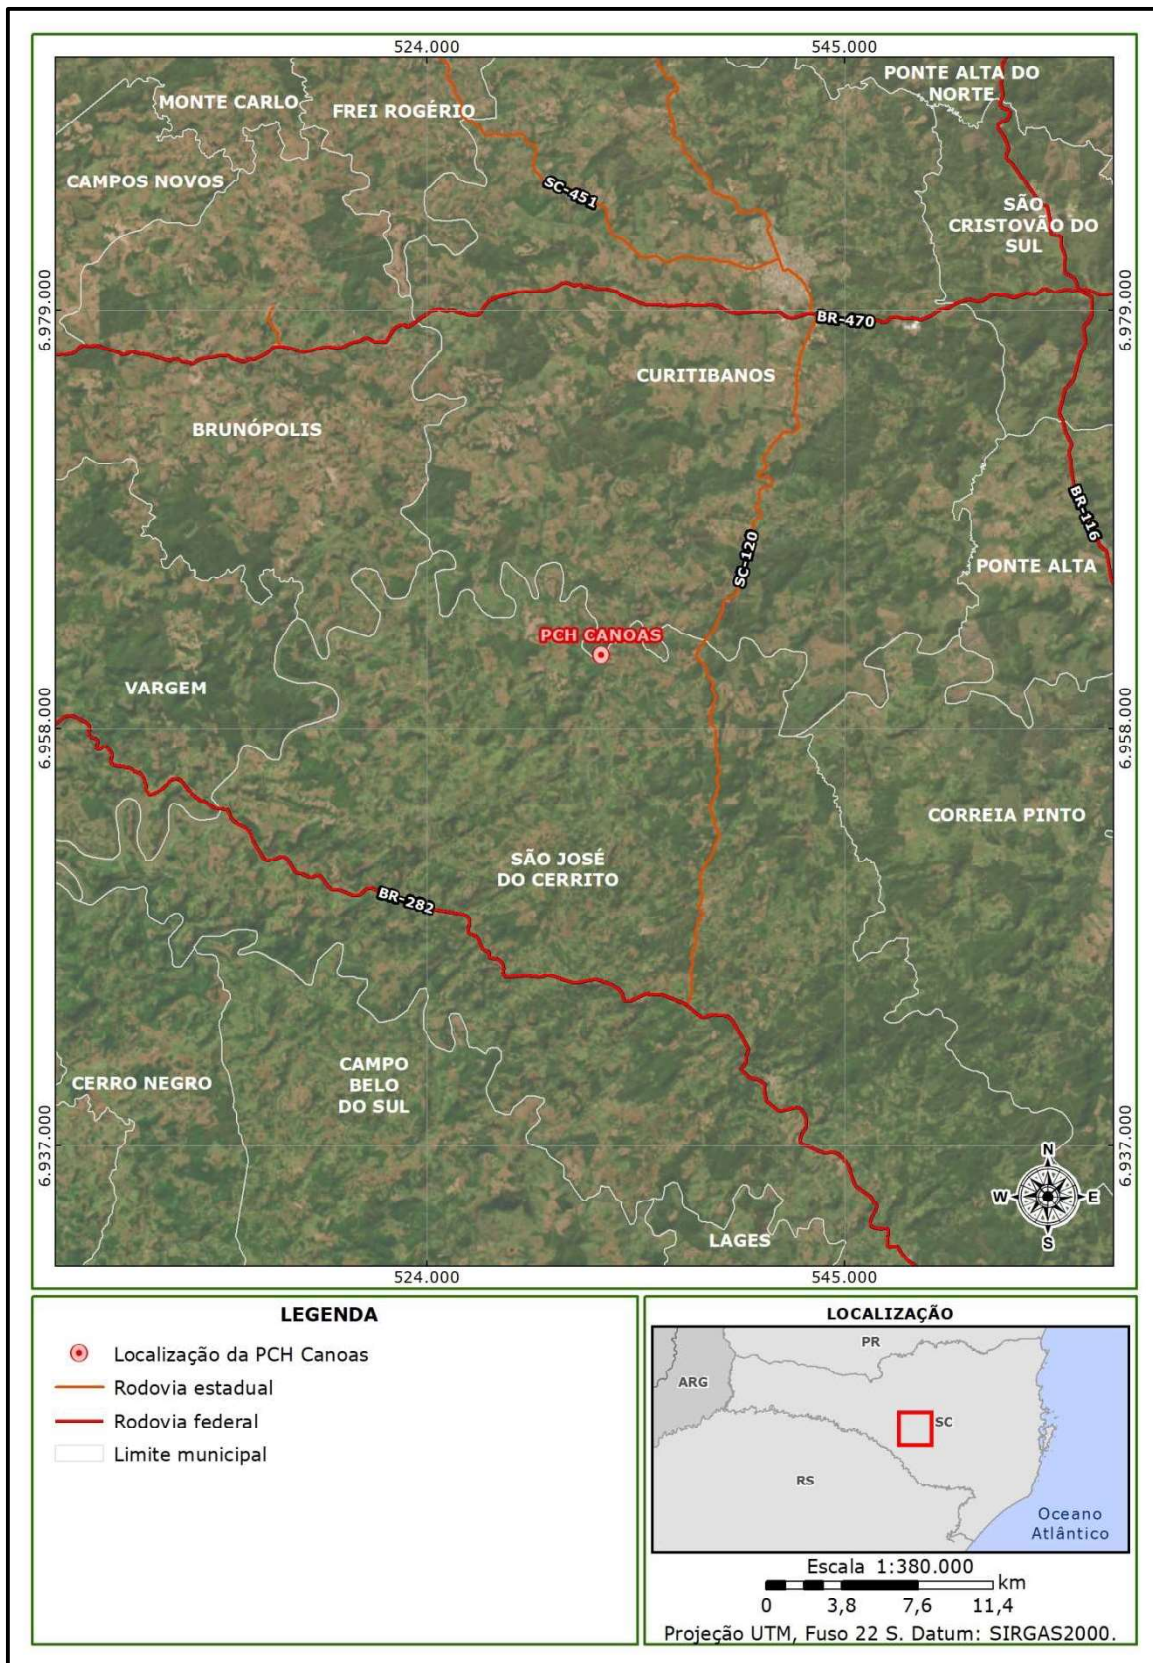 524.000
545.000
PONTE ALTA DO
NORTE
MONTE CARLO
FREI ROGÉRIO
CAMPOS NOVOS
SC-451
SÃO
CRISTOVÃO DO
SUL
6.979.000
6.979.000
BR-470
CURITIBANOS
BRUNÓPOLIS
BR-116
SC-120
PONTE ALTA
PCH CANOAS
VARGEM
6.958.000
6.958.000
CORREIA PINTO
SÃO JOSÉ
DO CERRITO
BR-282
CAMPO
BELO
DO SUL
CERRO NEGRO
6.937.000
6.937.000
N
W
E
S
LAGES
524.000
545.000
LEGENDA
Localização da PCH Canoas
Rodovia estadual
Rodovia federal
Limite municipal
LOCALIZAÇÃO
PR
ARG
SC
RS
Oceano
Atlântico
Escala 1:380.000
km
0 3,8 7,6 11,4
Projeção UTM, Fuso 22 S. Datum: SIRGAS2000.